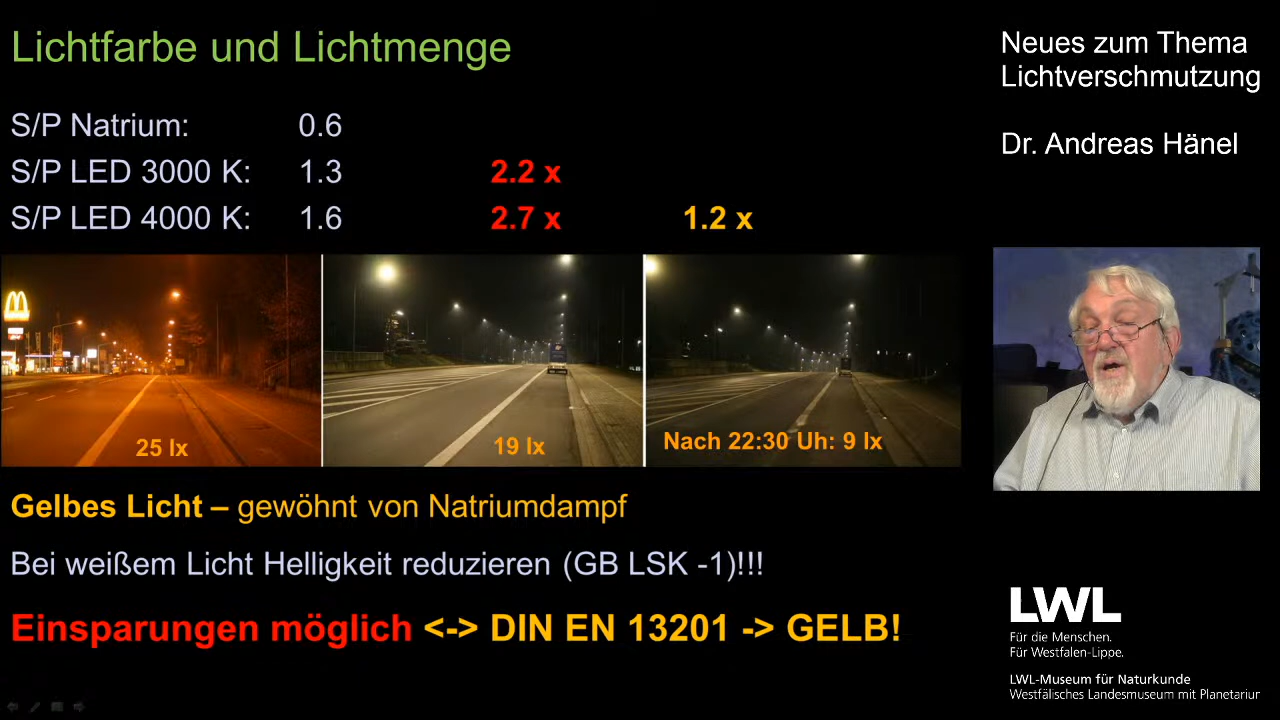 Lichtfarbe und Lichtmenge
S/P Natrium: 0.6
S/P LED 3000 K: 1.3 2.2 x
S/P LED 4000 K: 1.6 2.7 x 1.2 x
25 lx
19 lx
Nach 22:30 Uh: 9 lx
Gelbes Licht – gewöhnt von Natriumdampf
Bei weißem Licht Helligkeit reduzieren (GB LSK -1)!!!
Einsparungen möglich <-> DIN EN 13201 -> GELB!
Neues zum Thema
Lichtverschmutzung
Dr. Andreas Hänel
LWL
Für die Menschen.
Für Westfalen-Lippe.
LWL-Museum für Naturkunde
Westfälisches Landesmuseum mit Planetarium